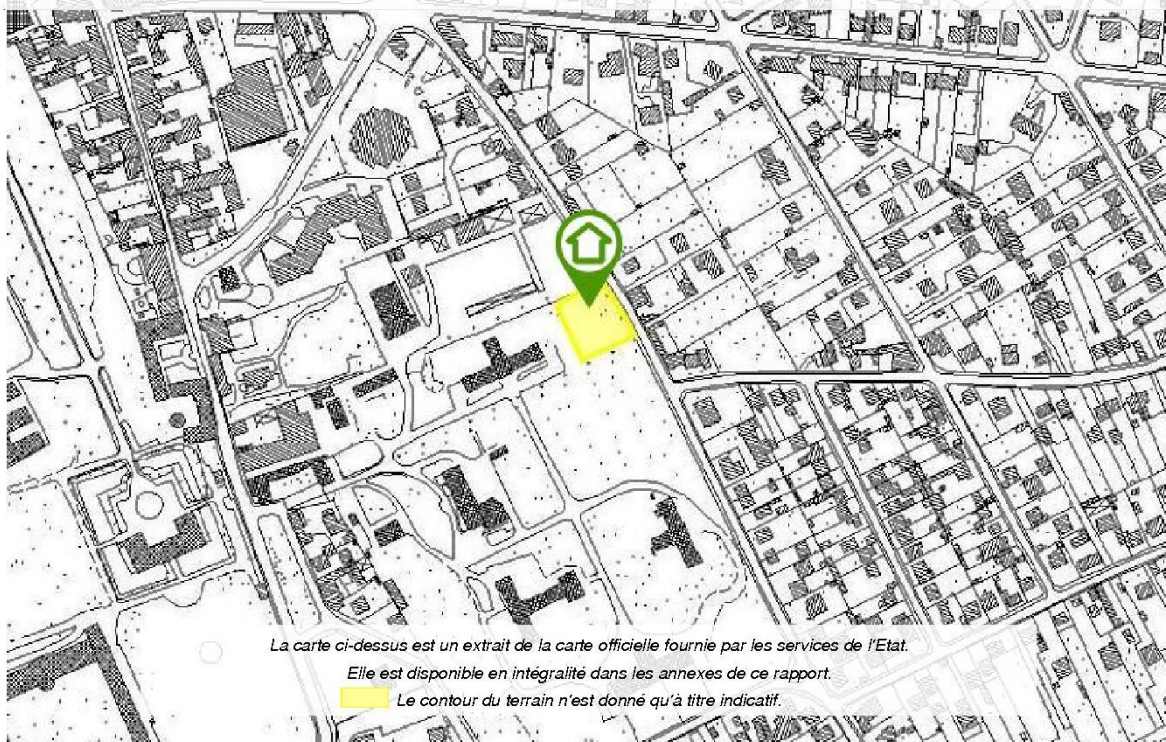 La carte ci-dessus est un extrait de la carte officielle fournie par les services de l'Etat.
Elle est disponible en intégralité dans les annexes de ce rapport.
Le contour du terrain n'est donné qu'à titre indicatif.